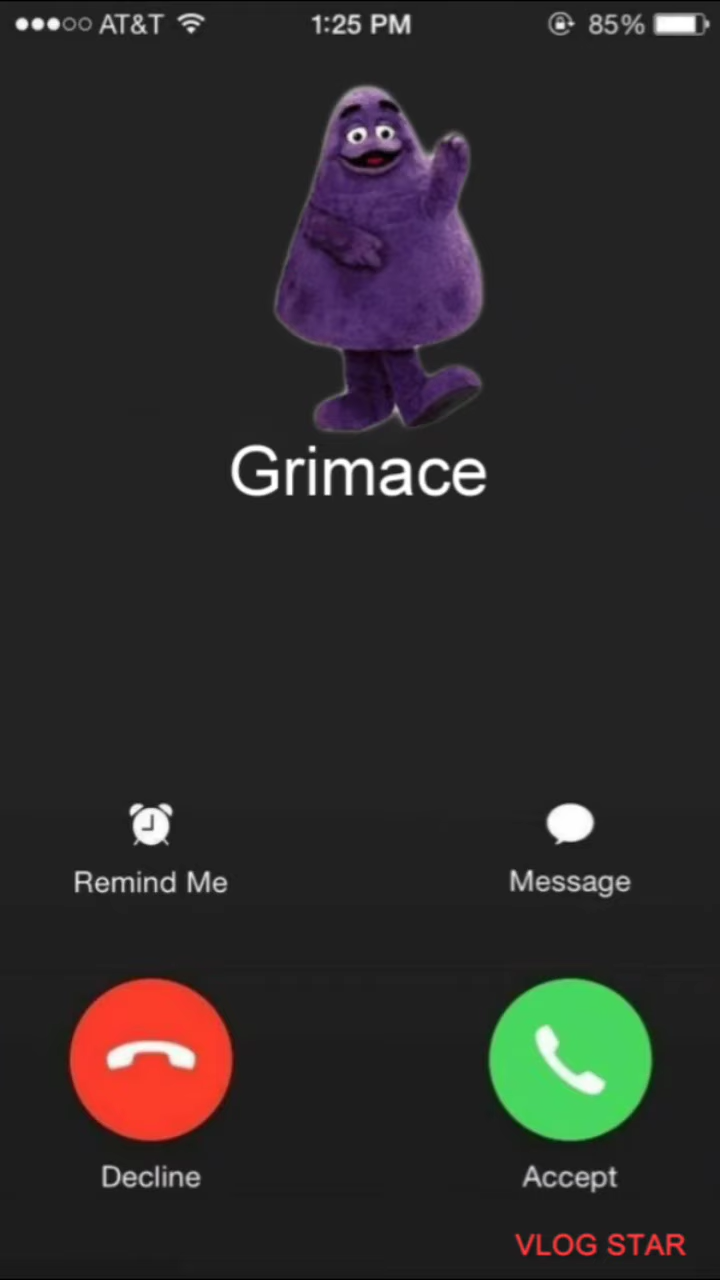 AT&T 1:25 PM 85%
Grimace
Remind Me Message
Decline Accept
VLOG STAR